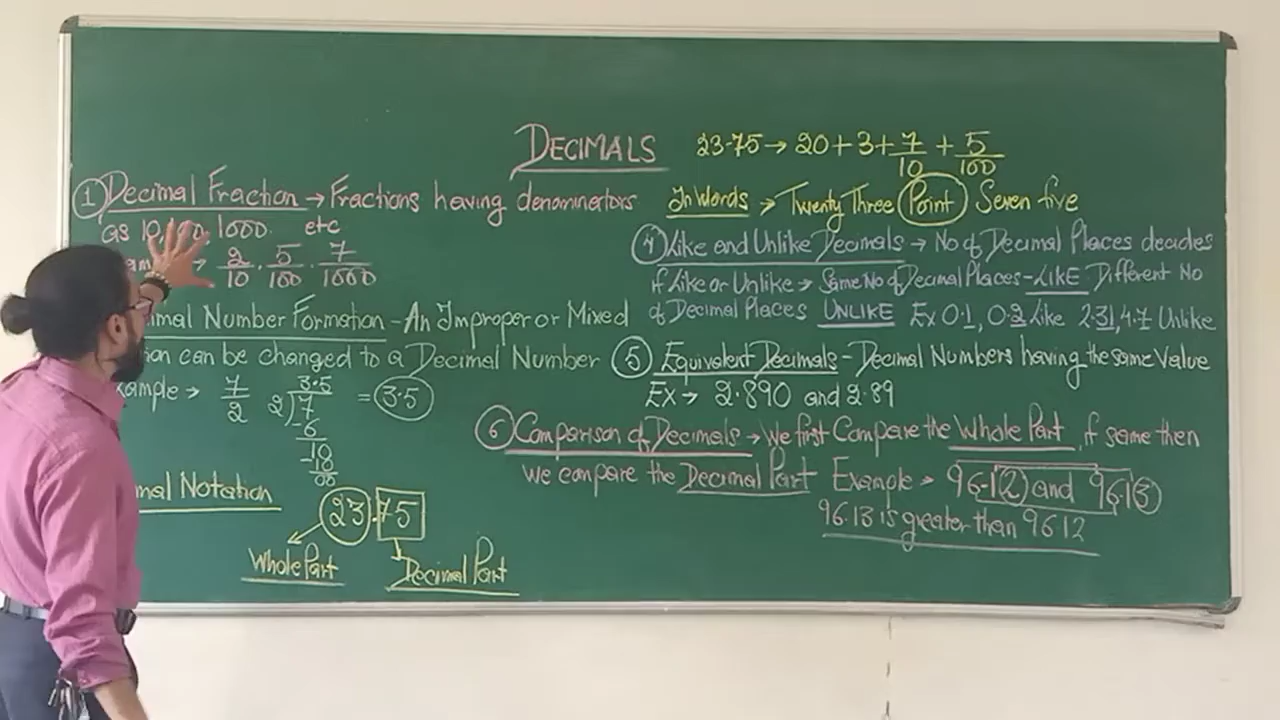 DECIMALS
23.75 → 20 + 3 + 7/10 + 5/100
① Decimal Fraction → Fractions having denominators
as 10, 100, 1000 etc
→ 2/10, 5/100, 7/1000
Number Formation - An Improper or Mixed
can be changed to a Decimal Number
Example → 7/2 2)7 3.5 = 3.5
6
10
10
00
Notation
23.75
Whole Part Decimal Part
In Words → Twenty Three Point Seven five
④ Like and Unlike Decimals → No of Decimal Places decides
if Like or Unlike → Same No of Decimal Places - LIKE Different No
of Decimal Places UNLIKE Ex 0.1, 0.2 Like 2.31, 4.7 Unlike
⑤ Equivalent Decimals - Decimal Numbers having the same Value
Ex → 2.890 and 2.89
⑥ Comparison of Decimals → We first Compare the Whole Part, if same then
we compare the Decimal Part Example → 96.12 and 96.13
96.13 is greater than 96.12